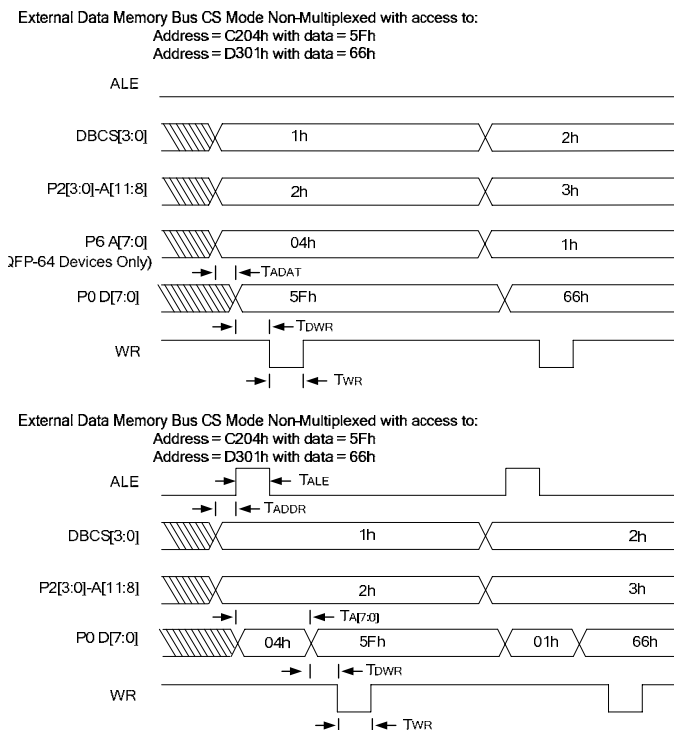 External Data Memory Bus CS Mode Non-Multiplexed with access to:
Address = C204h with data = 5Fh
Address = D301h with data = 66h
ALE
DBCS[3:0] 1h 2h
P2[3:0]-A[11:8] 2h 3h
P6 A[7:0] 04h 1h
QFP-64 Devices Only)
TADAT
P0 D[7:0] 5Fh 66h
TDWR
WR
TWR
External Data Memory Bus CS Mode Non-Multiplexed with access to:
Address = C204h with data = 5Fh
Address = D301h with data = 66h
ALE TALE
TADDR
DBCS[3:0] 1h 2h
P2[3:0]-A[11:8] 2h 3h
TA[7:0]
P0 D[7:0] 04h 5Fh 01h 66h
TDWR
WR
TWR